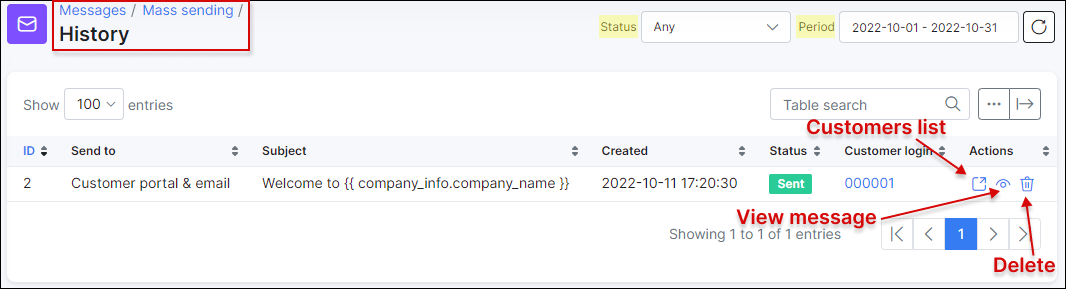 Messages / Mass sending /
History
Status Any Period 2022-10-01 - 2022-10-31
Show 100 entries Table search ...
Customers list
ID Send to Subject Created Status Customer login Actions
2 Customer portal & email Welcome to {{ company_info.company_name }} 2022-10-11 17:20:30 Sent 000001
View message
Showing 1 to 1 of 1 entries 1
Delete